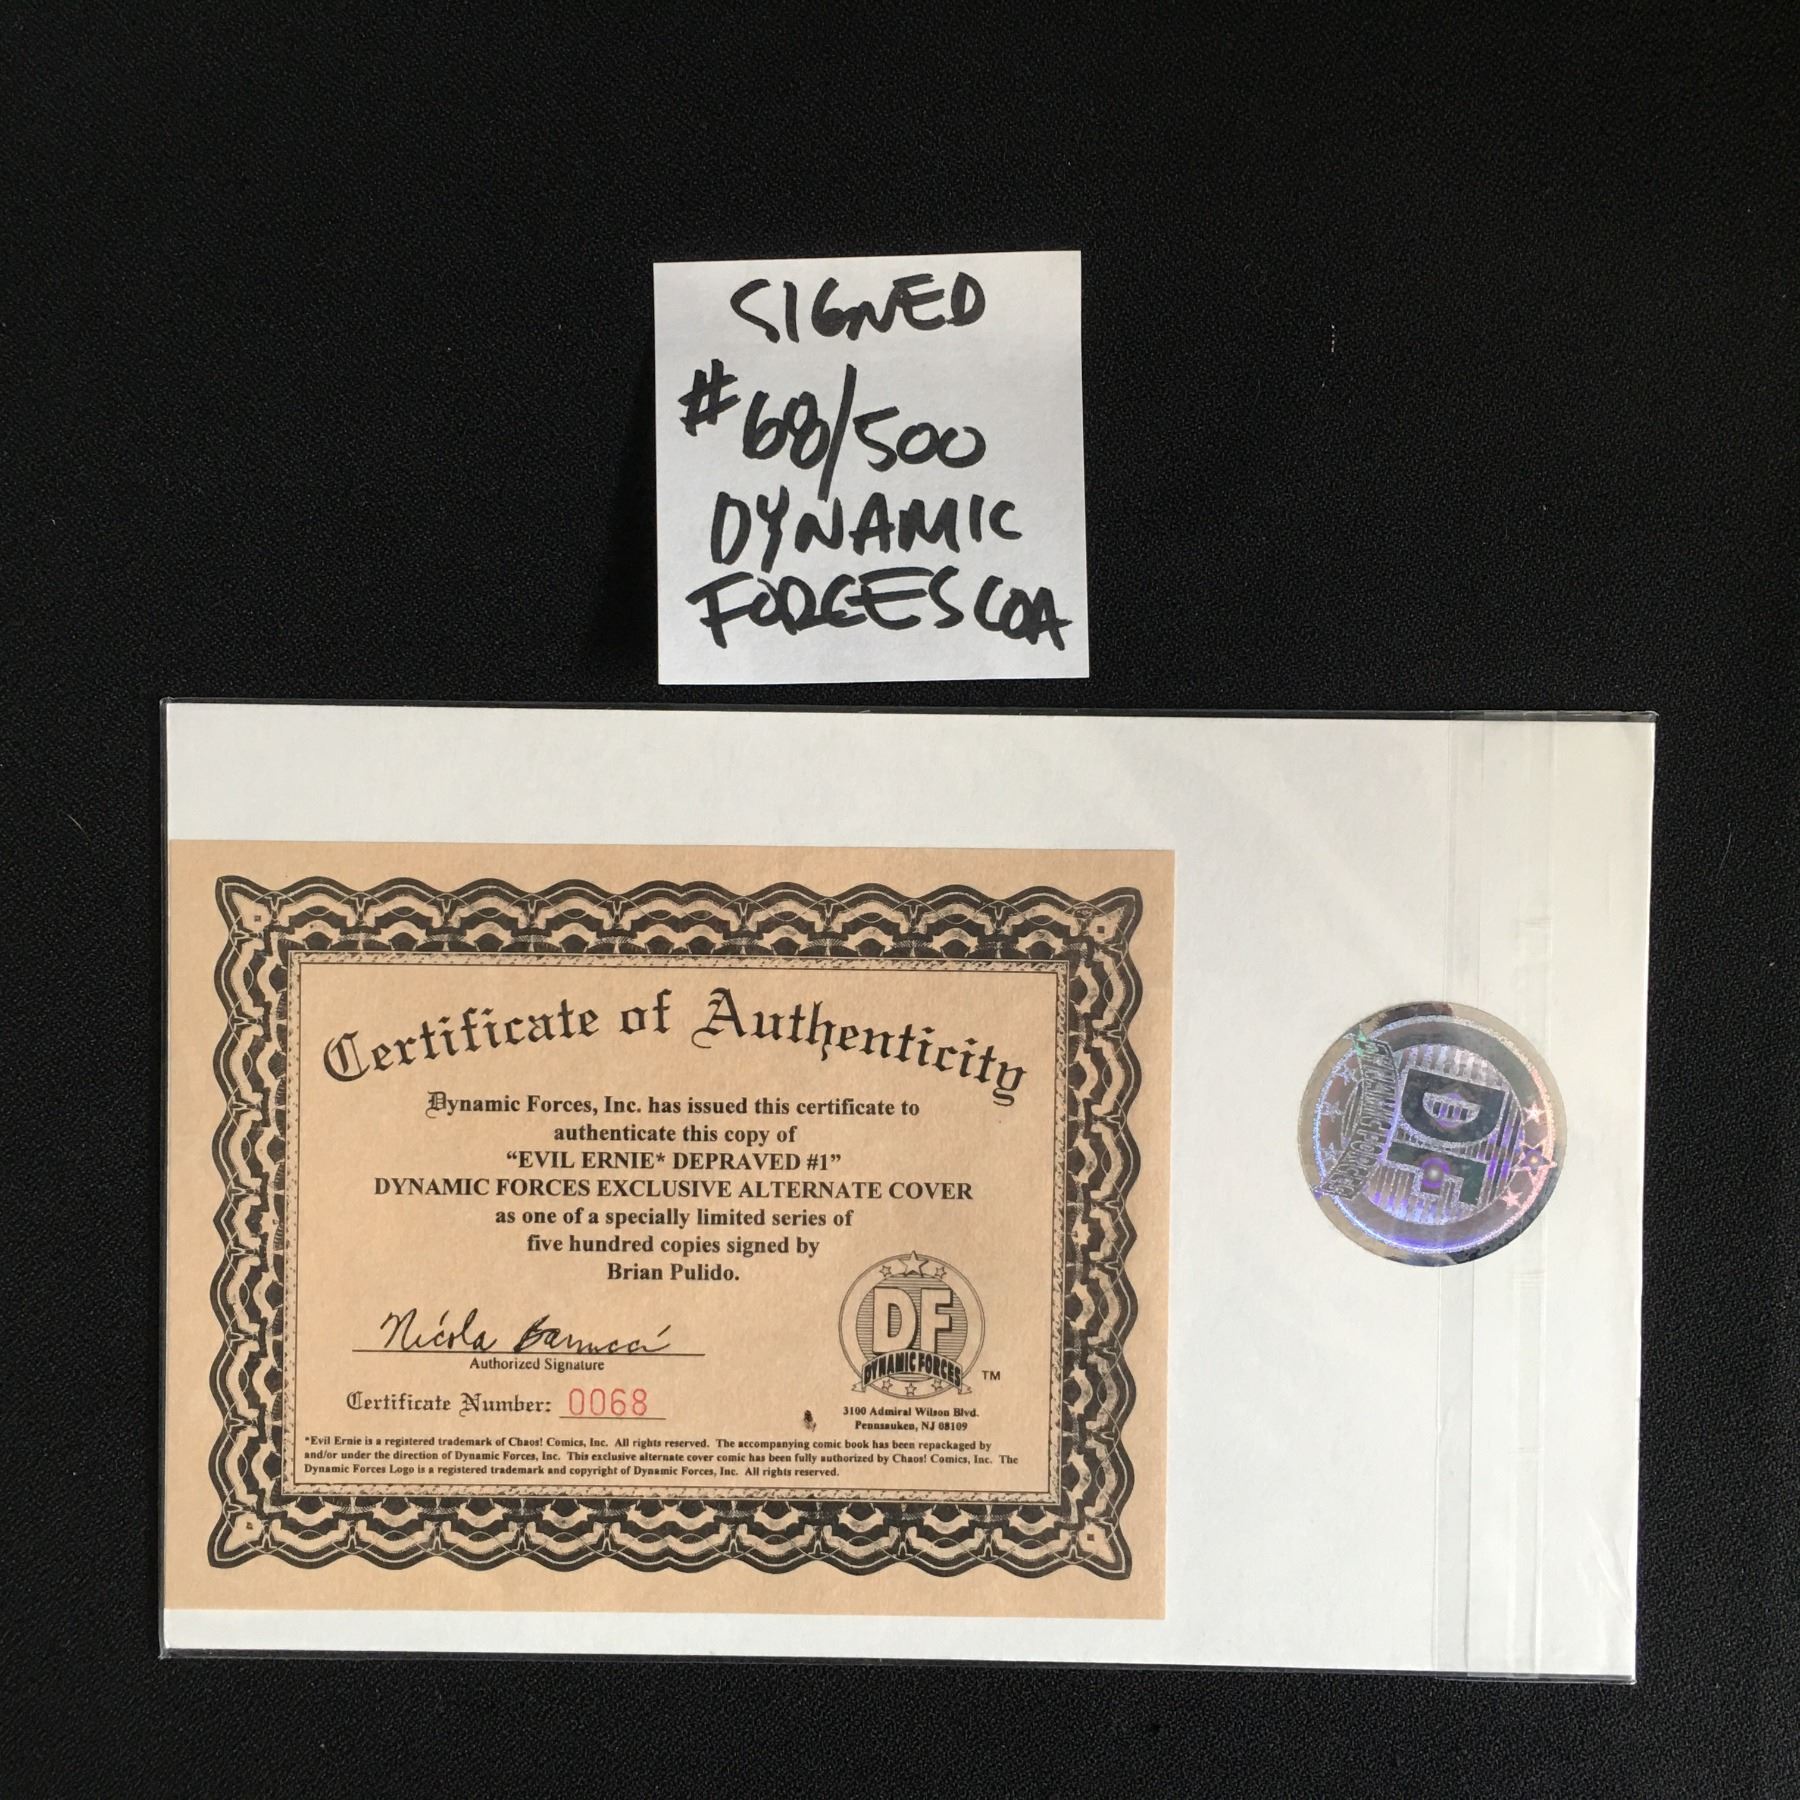 SIGNED
#68/500
DYNAMIC
FORCES COA
Certificate of Authenticity
Dynamic Forces, Inc. has issued this certificate to
authenticate this copy of
“EVIL ERNIE* DEPRAVED #1”
DYNAMIC FORCES EXCLUSIVE ALTERNATE COVER
as one of a specially limited series of
five hundred copies signed by
Brian Pulido.
Nicola Barrucci
Authorized Signature
Certificate Number: 0068
DF
DYNAMIC FORCES
TM
3100 Admiral Wilson Blvd.
Pennsauken, NJ 08109
*Evil Ernie is a registered trademark of Chaos! Comics, Inc. All rights reserved. The accompanying comic book has been repackaged by
and/or under the direction of Dynamic Forces, Inc. This exclusive alternate cover comic has been fully authorized by Chaos! Comics, Inc. The
Dynamic Forces Logo is a registered trademark and copyright of Dynamic Forces, Inc. All rights reserved.
DF
DYNAMIC FORCES